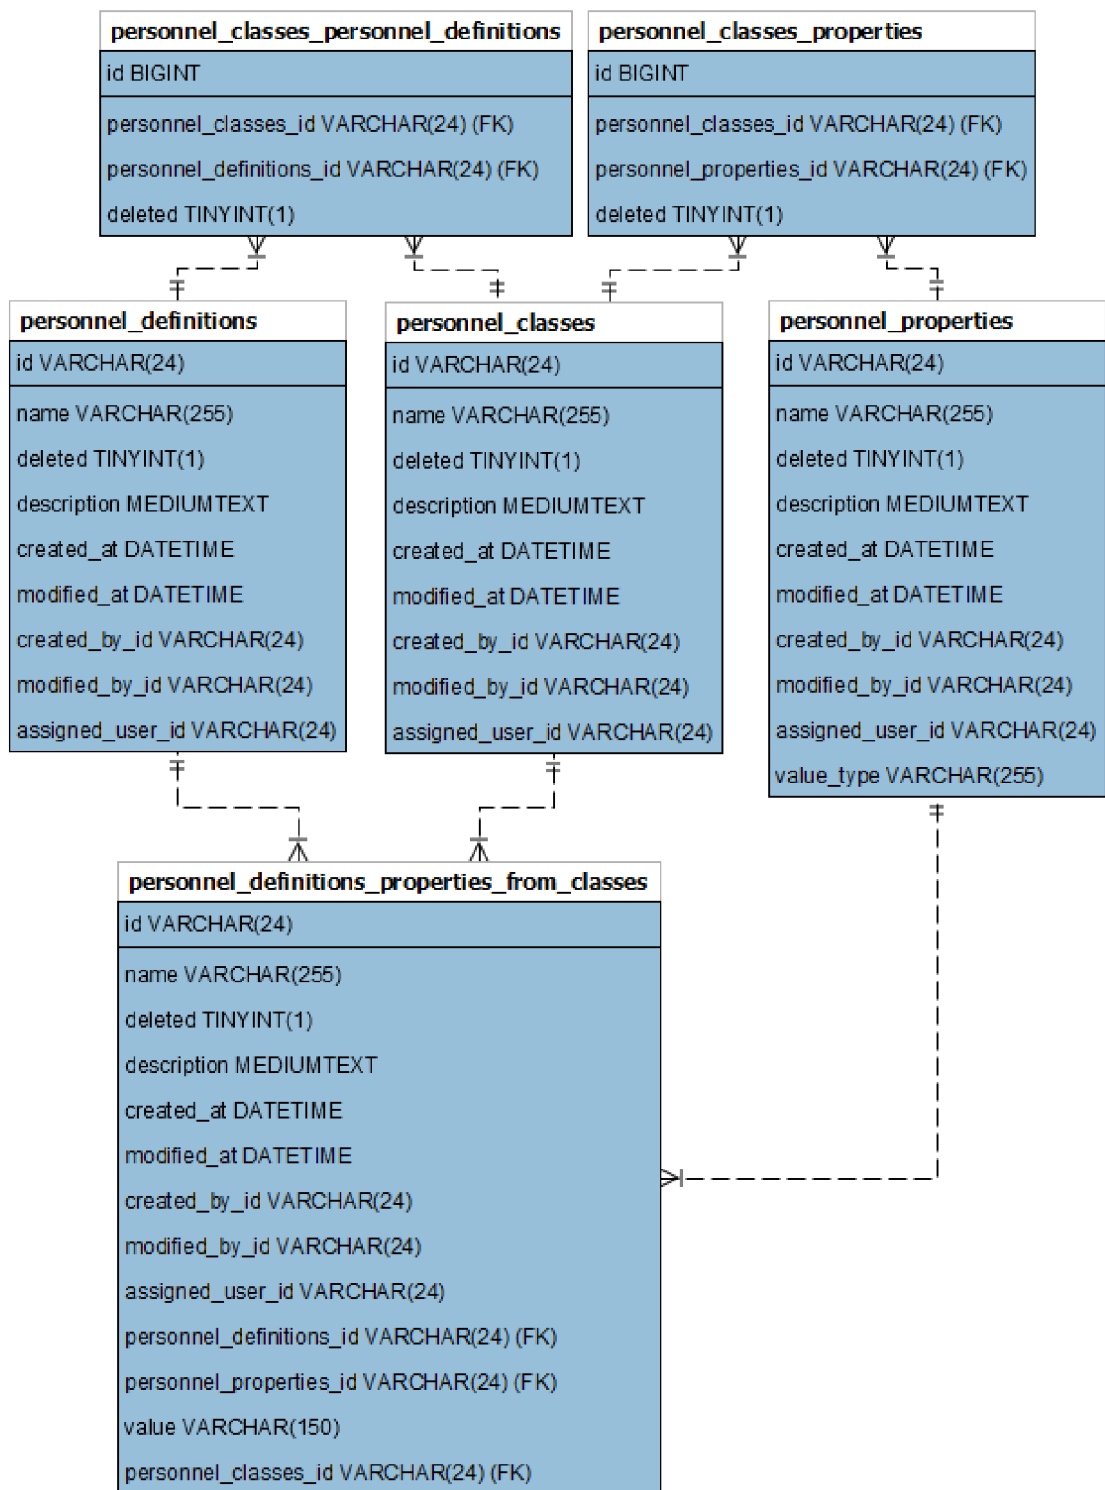 personnel_classes_personnel_definitions
id BIGINT
personnel_classes_id VARCHAR(24) (FK)
personnel_definitions_id VARCHAR(24) (FK)
deleted TINYINT(1)
personnel_classes_properties
id BIGINT
personnel_classes_id VARCHAR(24) (FK)
personnel_properties_id VARCHAR(24) (FK)
deleted TINYINT(1)
personnel_definitions
id VARCHAR(24)
name VARCHAR(255)
deleted TINYINT(1)
description MEDIUMTEXT
created_at DATETIME
modified_at DATETIME
created_by_id VARCHAR(24)
modified_by_id VARCHAR(24)
assigned_user_id VARCHAR(24)
personnel_classes
id VARCHAR(24)
name VARCHAR(255)
deleted TINYINT(1)
description MEDIUMTEXT
created_at DATETIME
modified_at DATETIME
created_by_id VARCHAR(24)
modified_by_id VARCHAR(24)
assigned_user_id VARCHAR(24)
personnel_properties
id VARCHAR(24)
name VARCHAR(255)
deleted TINYINT(1)
description MEDIUMTEXT
created_at DATETIME
modified_at DATETIME
created_by_id VARCHAR(24)
modified_by_id VARCHAR(24)
assigned_user_id VARCHAR(24)
value_type VARCHAR(255)
personnel_definitions_properties_from_classes
id VARCHAR(24)
name VARCHAR(255)
deleted TINYINT(1)
description MEDIUMTEXT
created_at DATETIME
modified_at DATETIME
created_by_id VARCHAR(24)
modified_by_id VARCHAR(24)
assigned_user_id VARCHAR(24)
personnel_definitions_id VARCHAR(24) (FK)
personnel_properties_id VARCHAR(24) (FK)
value VARCHAR(150)
personnel_classes_id VARCHAR(24) (FK)